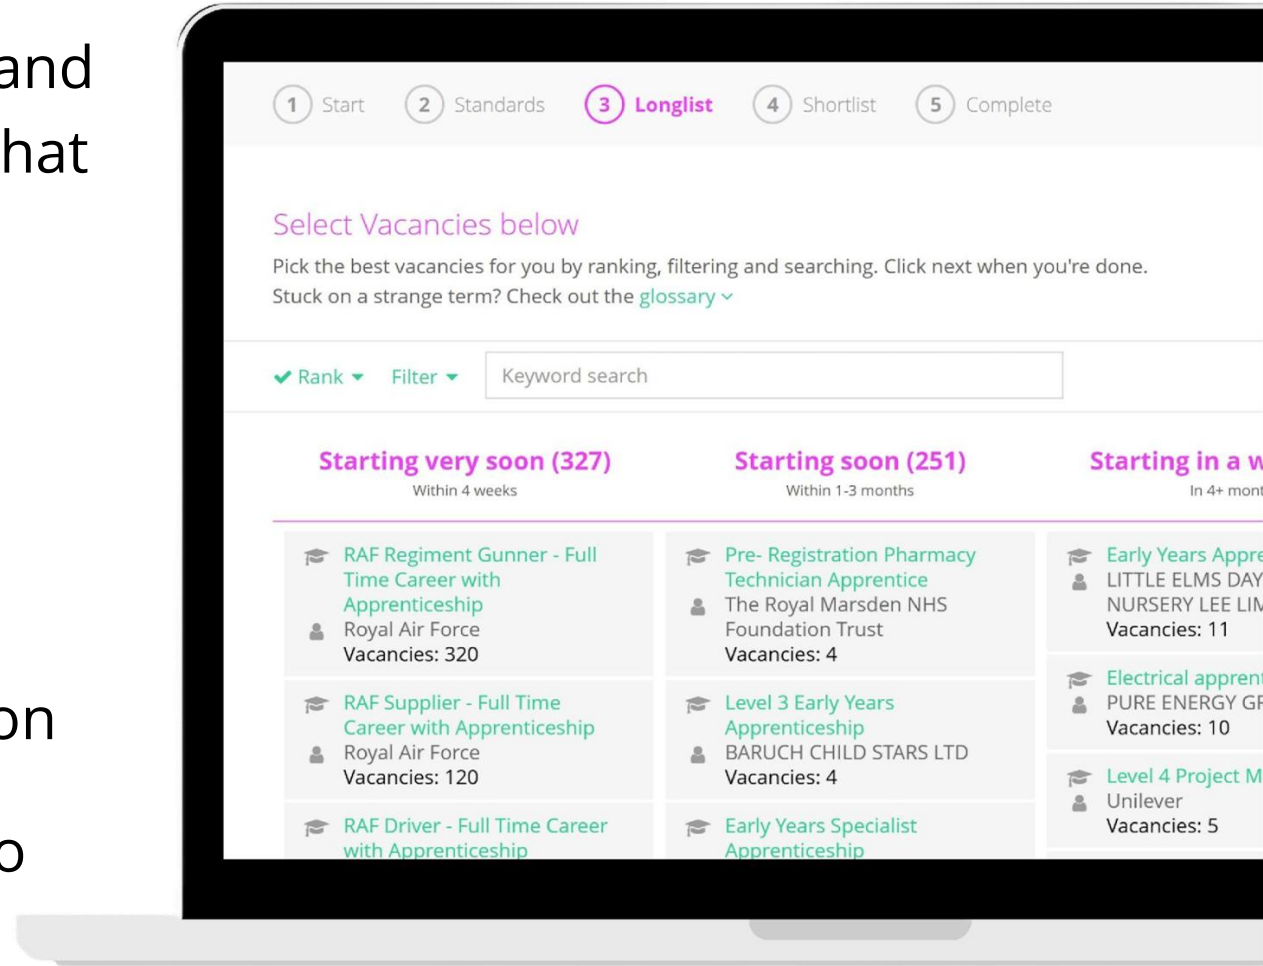 and
hat
on
o
1 Start 2 Standards 3 Longlist 4 Shortlist 5 Complete
Select Vacancies below
Pick the best vacancies for you by ranking, filtering and searching. Click next when you're done.
Stuck on a strange term? Check out the glossary
Rank Filter Keyword search
Starting very soon (327)
Within 4 weeks
RAF Regiment Gunner - Full
Time Career with
Apprenticeship
Royal Air Force
Vacancies: 320
RAF Supplier - Full Time
Career with Apprenticeship
Royal Air Force
Vacancies: 120
RAF Driver - Full Time Career
with Apprenticeship
Starting soon (251)
Within 1-3 months
Pre- Registration Pharmacy
Technician Apprentice
The Royal Marsden NHS
Foundation Trust
Vacancies: 4
Level 3 Early Years
Apprenticeship
BARUCH CHILD STARS LTD
Vacancies: 4
Early Years Specialist
Apprenticeship
Starting in a w
In 4+ mont
Early Years Appre
LITTLE ELMS DAY
NURSERY LEE LIM
Vacancies: 11
Electrical apprent
PURE ENERGY GR
Vacancies: 10
Level 4 Project M
Unilever
Vacancies: 5